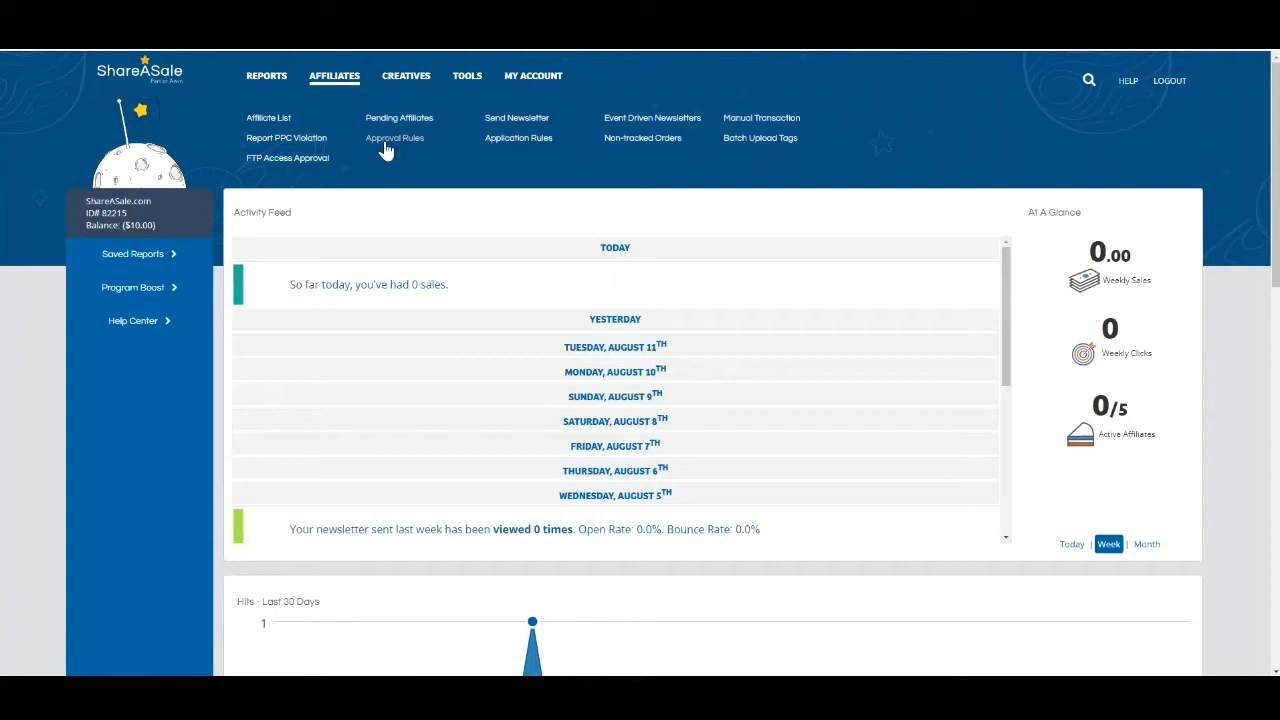 ShareASale
Part of Awin
REPORTS AFFILIATES CREATIVES TOOLS MY ACCOUNT
HELP LOGOUT
Affiliate List Pending Affiliates Send Newsletter Event Driven Newsletters Manual Transaction
Report PPC Violation Approval Rules Application Rules Non-tracked Orders Batch Upload Tags
FTP Access Approval
ShareASale.com
ID# 82215
Balance: ($10.00)
Saved Reports
Program Boost
Help Center
Activity Feed
TODAY
So far today, you've had 0 sales.
YESTERDAY
TUESDAY, AUGUST 11TH
MONDAY, AUGUST 10TH
SUNDAY, AUGUST 9TH
SATURDAY, AUGUST 8TH
FRIDAY, AUGUST 7TH
THURSDAY, AUGUST 6TH
WEDNESDAY, AUGUST 5TH
Your newsletter sent last week has been viewed 0 times. Open Rate: 0.0%. Bounce Rate: 0.0%
At A Glance
0.00
Weekly Sales
0
Weekly Clicks
0/5
Active Affiliates
Today | Week | Month
Hits - Last 30 Days
1